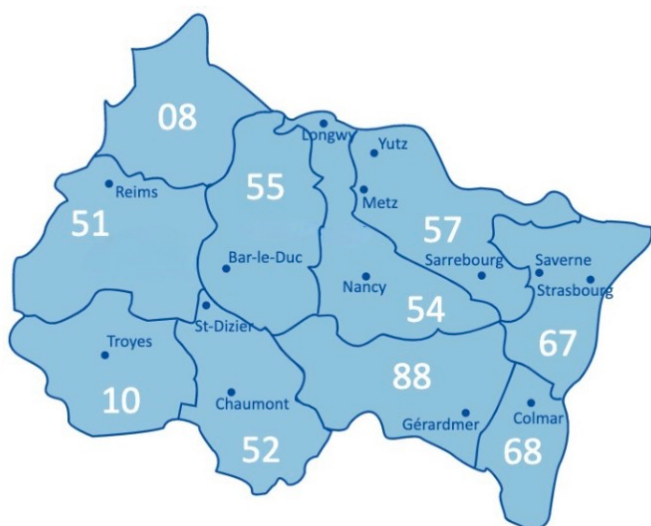 08
Longwy
Yutz
55
Reims
Metz
51
57
Bar-le-Duc
Sarrebourg
Saverne
Nancy
Strasbourg
54
St-Dizier
Troyes
67
88
10
Chaumont
Gérardmer
Colmar
52
68